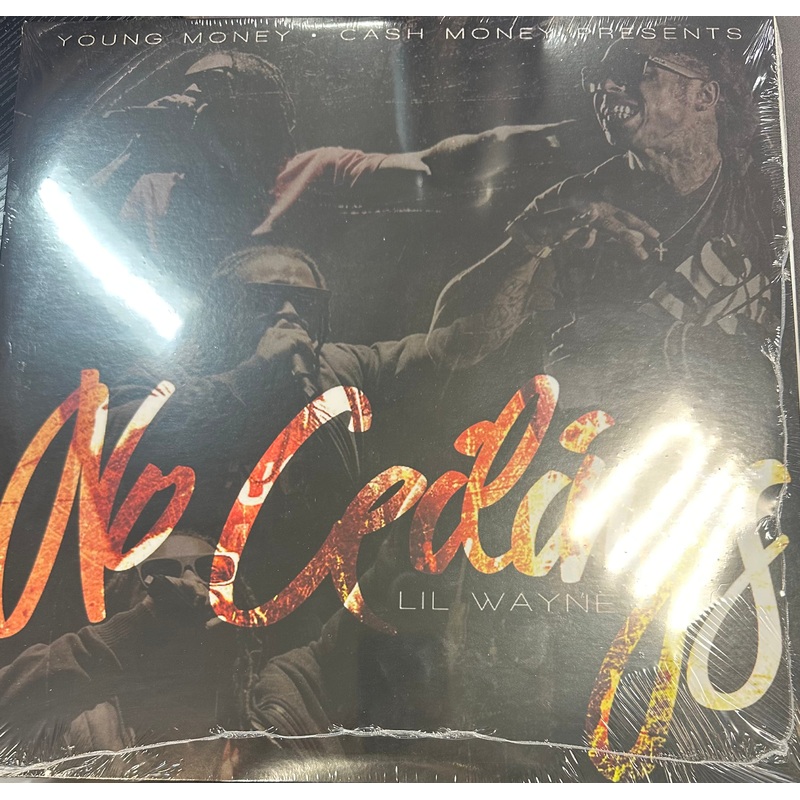 YOUNG MONEY · CASH MONEY PRESENTS
No Ceilings
LIL WAYNE